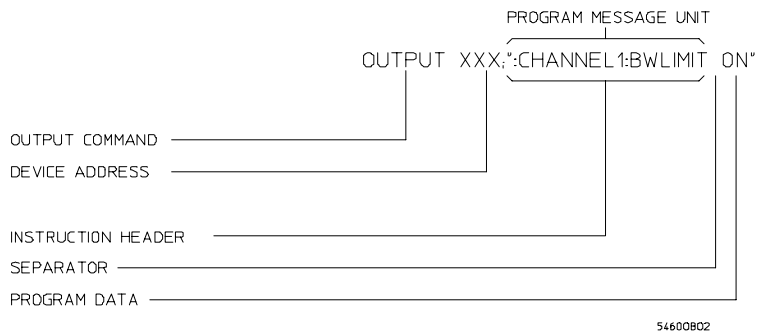 PROGRAM MESSAGE UNIT
OUTPUT XXX;":CHANNEL1:BWLIMIT ON"
OUTPUT COMMAND
DEVICE ADDRESS
INSTRUCTION HEADER
SEPARATOR
PROGRAM DATA
54600B02